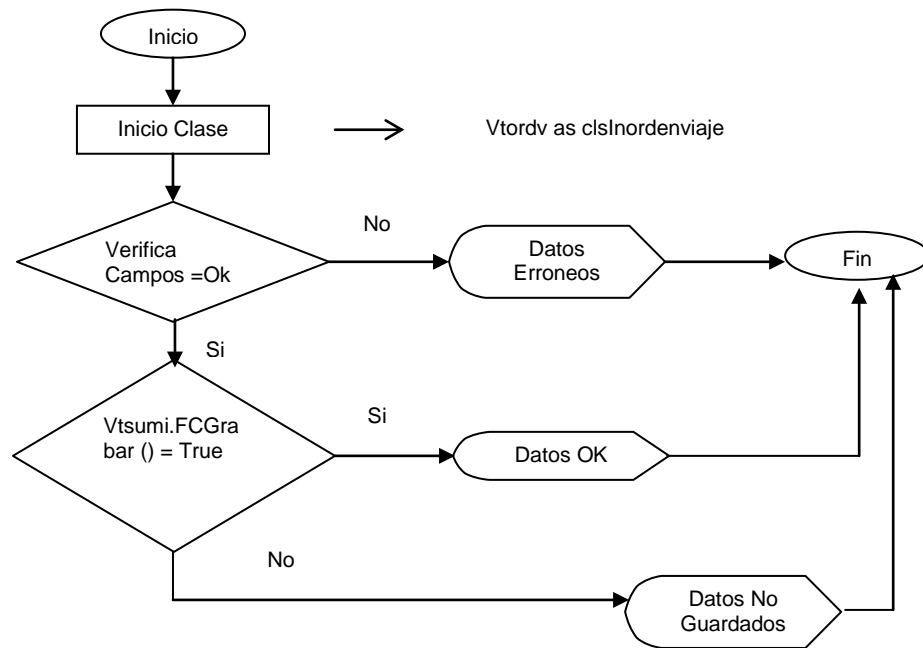 Inicio
Inicio Clase
Vtordv as clsInordenviaje
No
Verifica
Campos =Ok
Datos
Erroneos
Fin
Si
Vtsumi.FCGra
bar () = True
Si
Datos OK
No
Datos No
Guardados